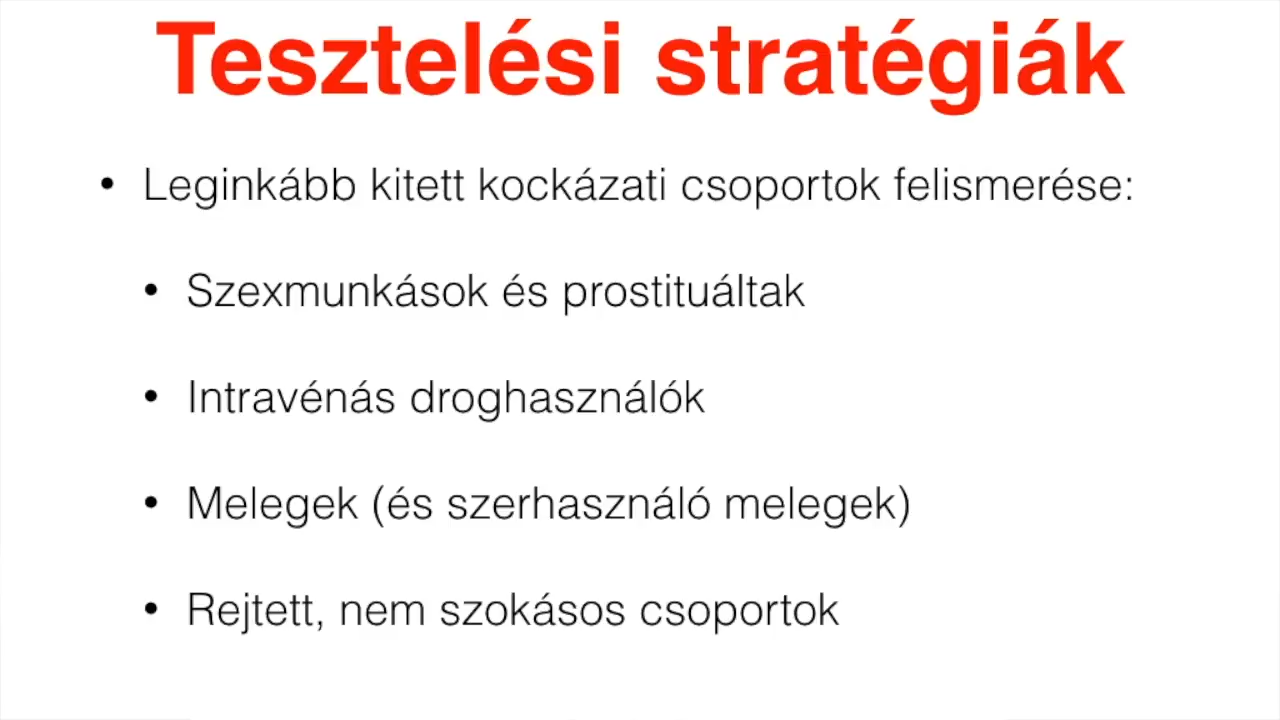 Tesztelési stratégiák
• Leginkább kitett kockázati csoportok felismerése:
• Szexmunkások és prostituáltak
• Intravénás droghasználók
• Melegek (és szerhasználó melegek)
• Rejtett, nem szokásos csoportok